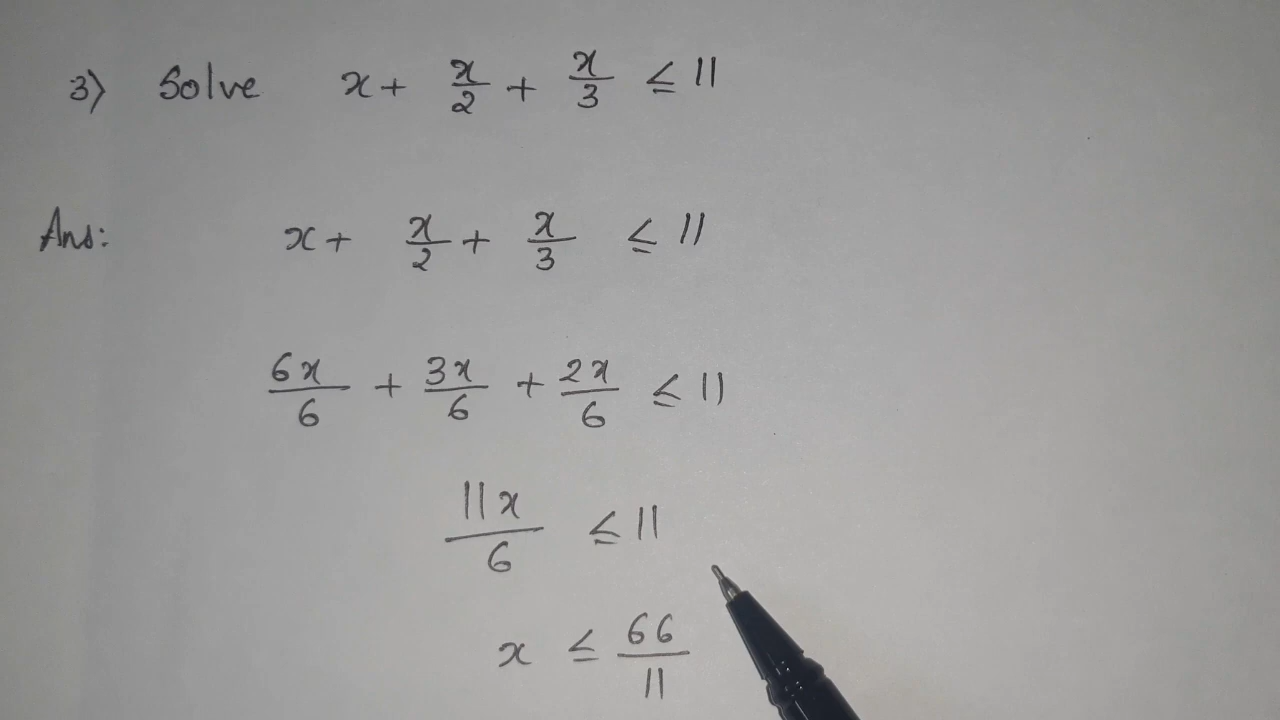 3) Solve x + x/2 + x/3 ≤ 11
Ans: x + x/2 + x/3 ≤ 11
6x/6 + 3x/6 + 2x/6 ≤ 11
11x/6 ≤ 11
x ≤ 66/11